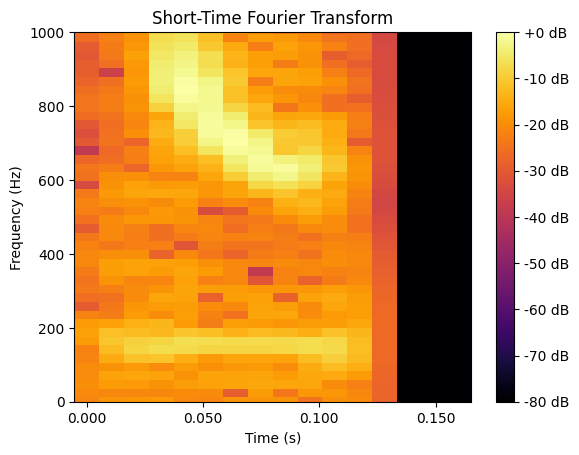 Short-Time Fourier Transform
Frequency (Hz)
1000
800
600
400
200
0
0.000
0.050
0.100
0.150
Time (s)
+0 dB
-10 dB
-20 dB
-30 dB
-40 dB
-50 dB
-60 dB
-70 dB
-80 dB